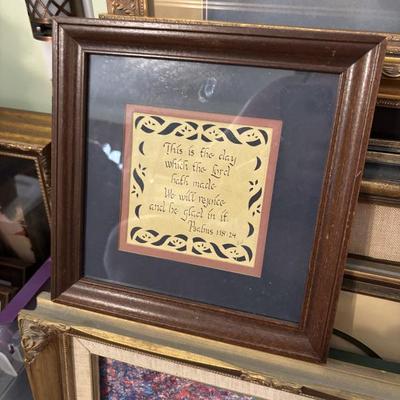 This is the day
which the Lord
hath made
We will rejoice
and be glad in it.
Psalms 118:24